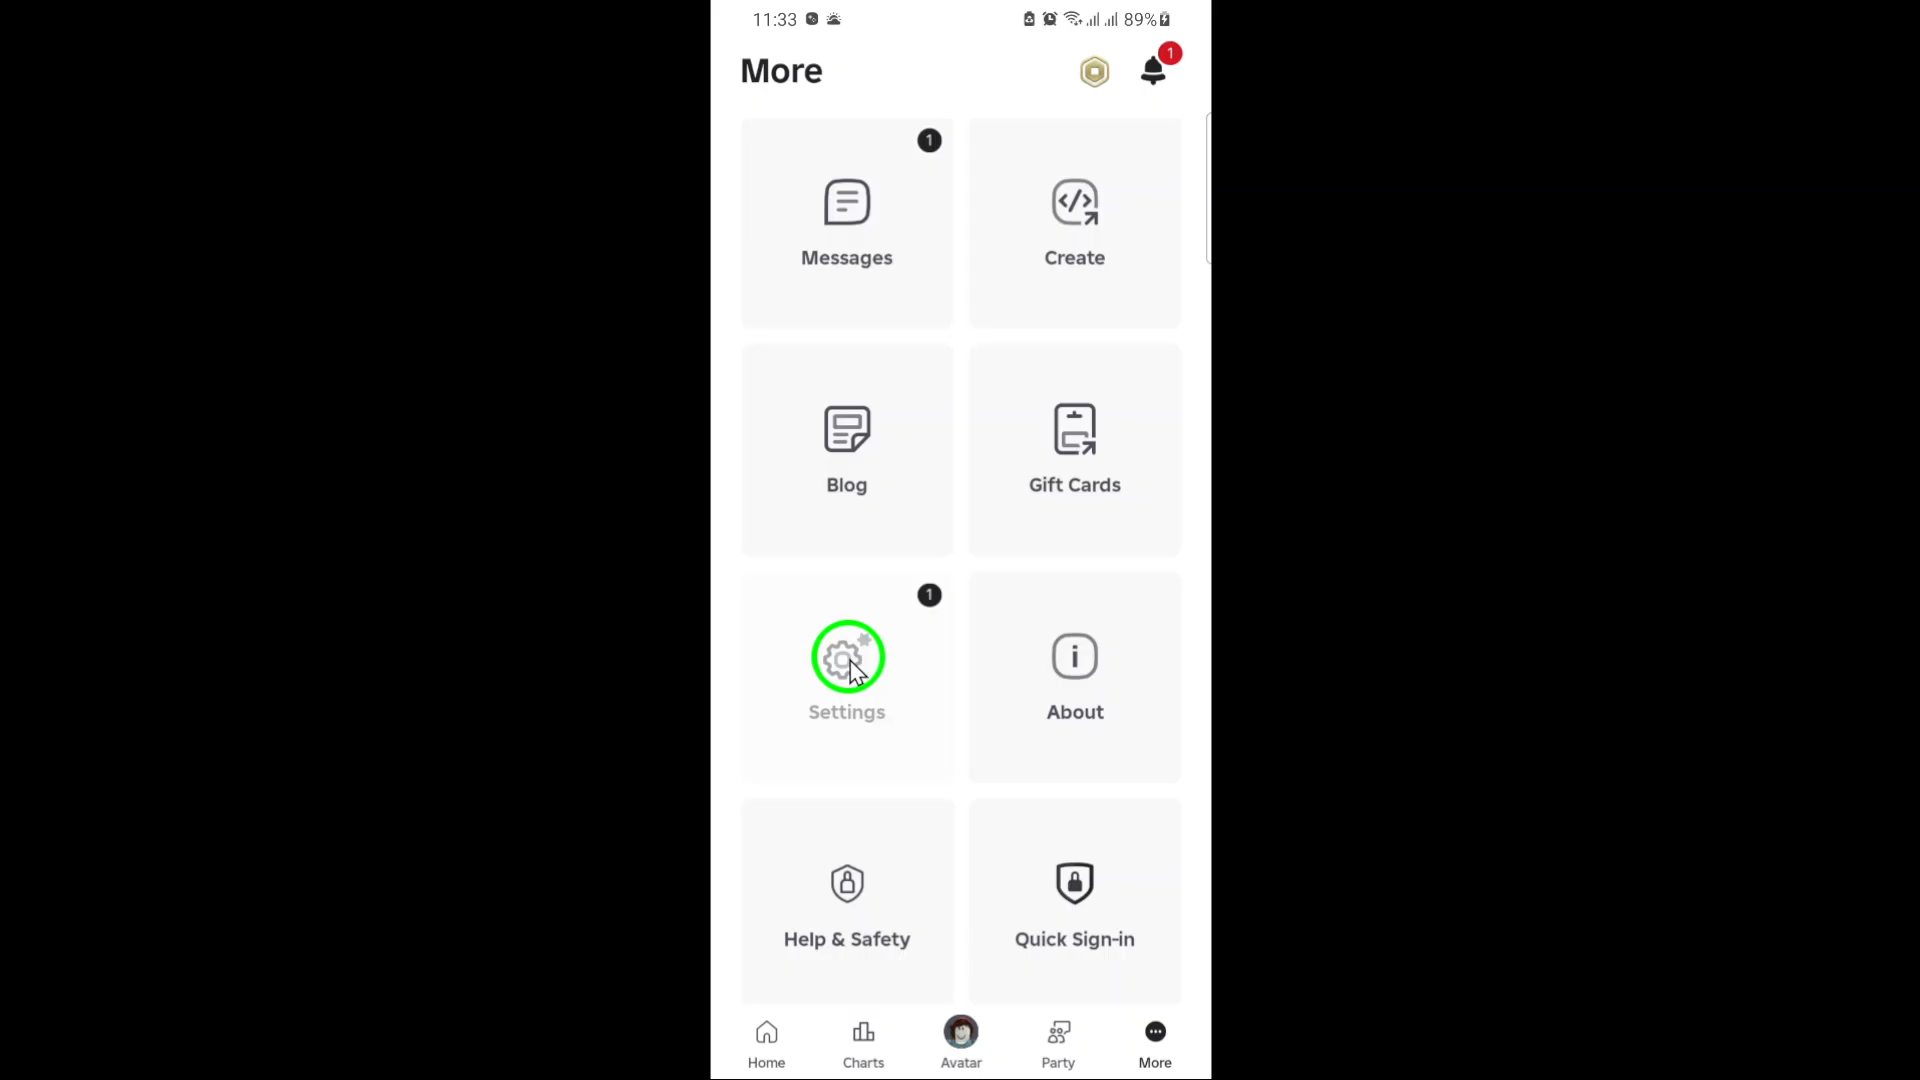 11:33 89%
More 1
1
Messages Create
Blog Gift Cards
1
Settings About
Help & Safety Quick Sign-in
Home Charts Avatar Party More